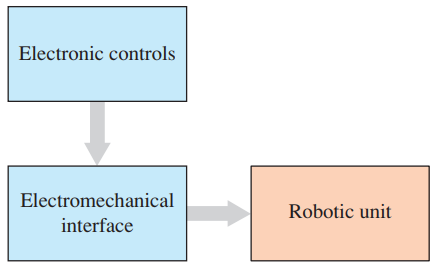 Electronic controls
Electromechanical
interface
Robotic unit